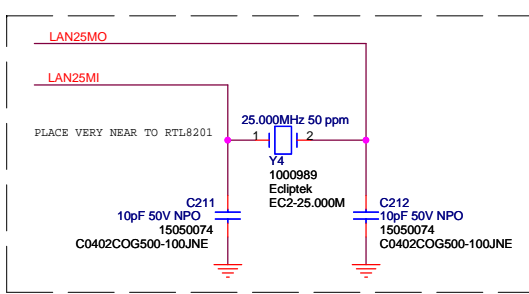 LAN25MO
LAN25MI
25.000MHz 50 ppm
PLACE VERY NEAR TO RTL8201
1
2
Y4
1000989
Ecliptek
EC2-25.000M
C211
10pF 50V NPO
15050074
C0402COG500-100JNE
C212
10pF 50V NPO
15050074
C0402COG500-100JNE